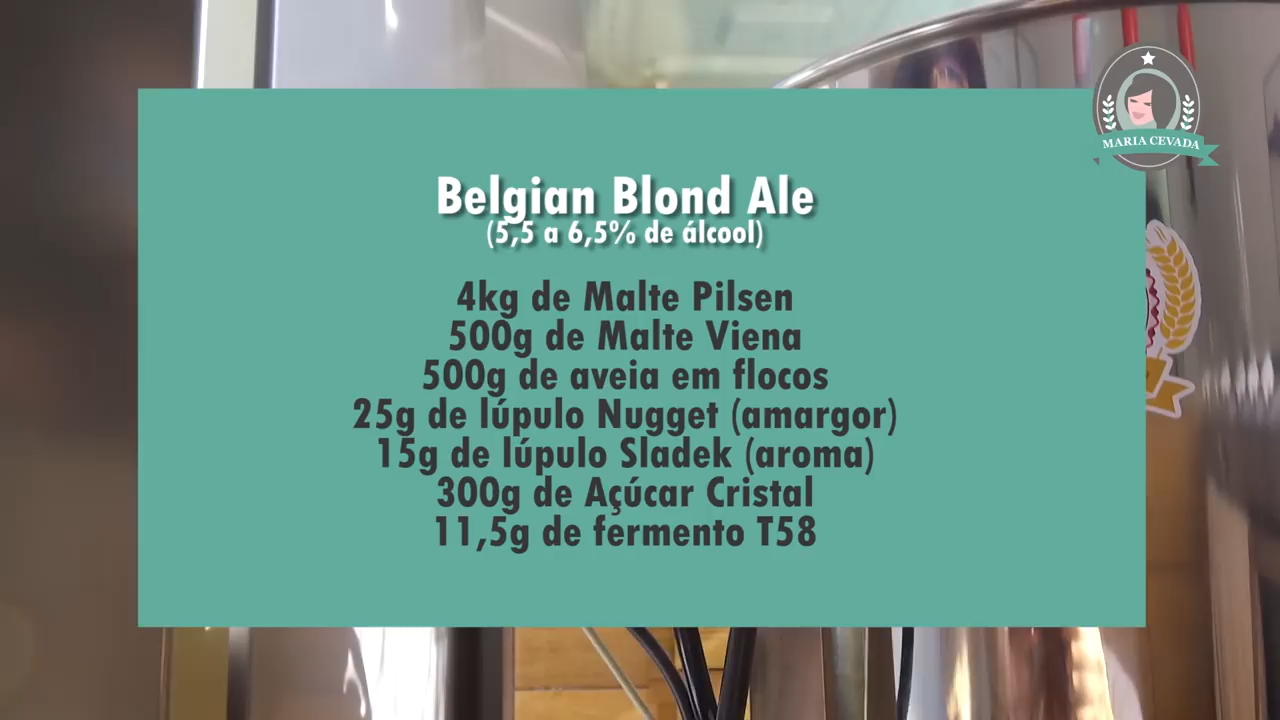 MARIA CEVADA
Belgian Blond Ale
(5,5 a 6,5% de álcool)
4kg de Malte Pilsen
500g de Malte Viena
500g de aveia em flocos
25g de lúpulo Nugget (amargor)
15g de lúpulo Sladek (aroma)
300g de Açúcar Cristal
11,5g de fermento T58